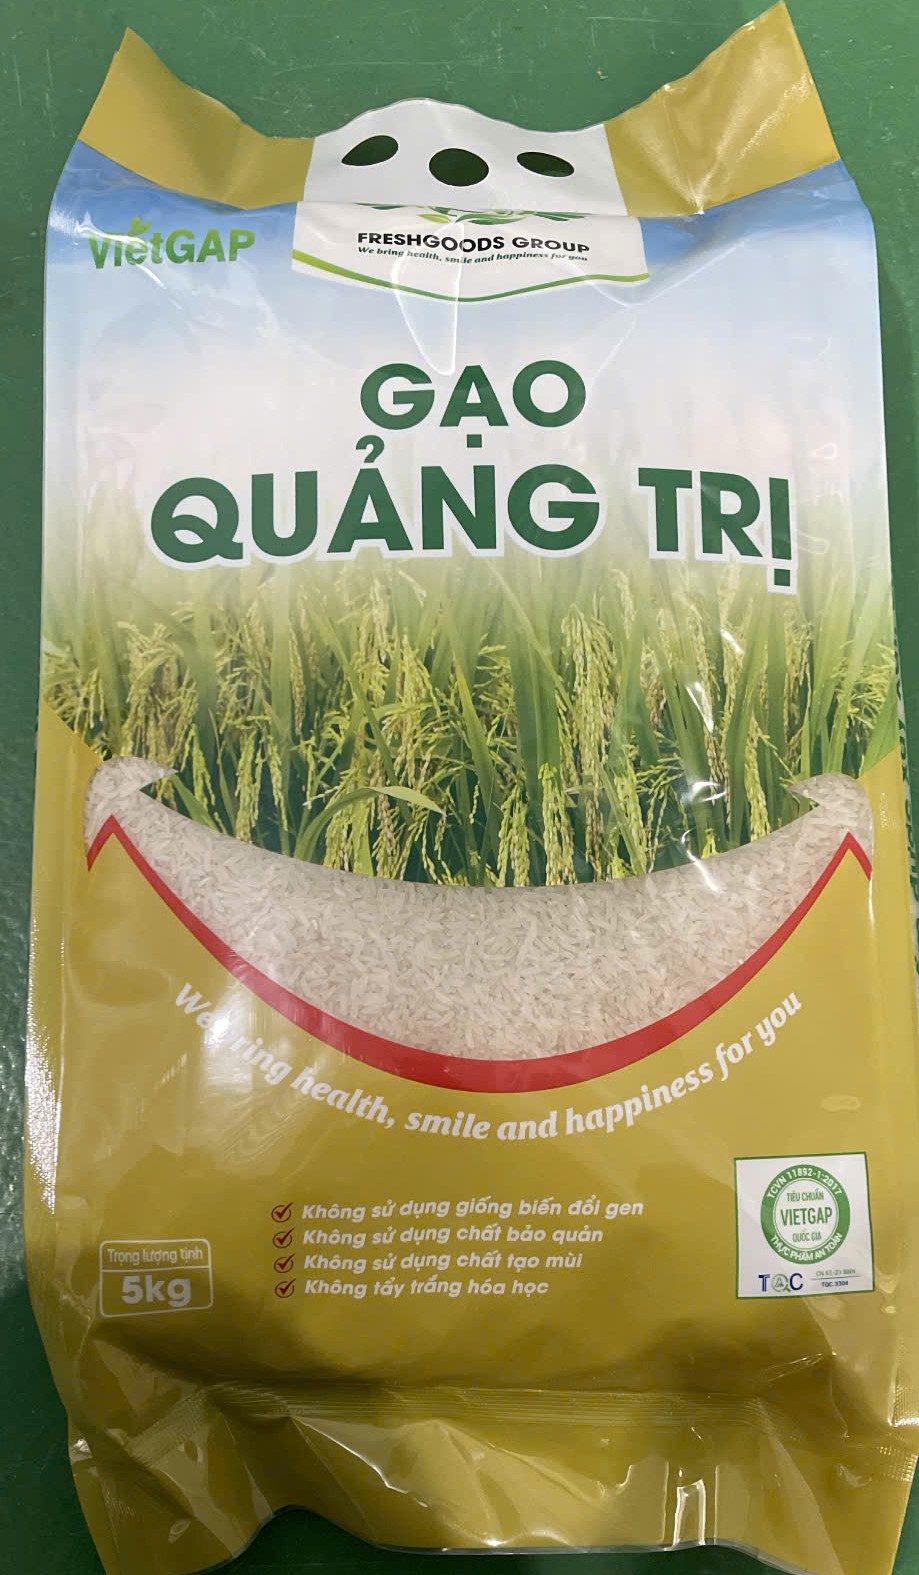 VietGAP
FRESHGOODS GROUP
We bring health, smile and happiness for you
GẠO
QUẢNG TRỊ
We bring health, smile and happiness for you
Không sử dụng giống biến đổi gen
Không sử dụng chất bảo quản
Không sử dụng chất tạo mùi
Không tẩy trắng hóa học
Trọng lượng tịnh
5kg
TCVN 11892-1:2017
TIÊU CHUẨN
VIETGAP
QUỐC GIA
THỰC PHẨM AN TOÀN
TQC
TQC.3394